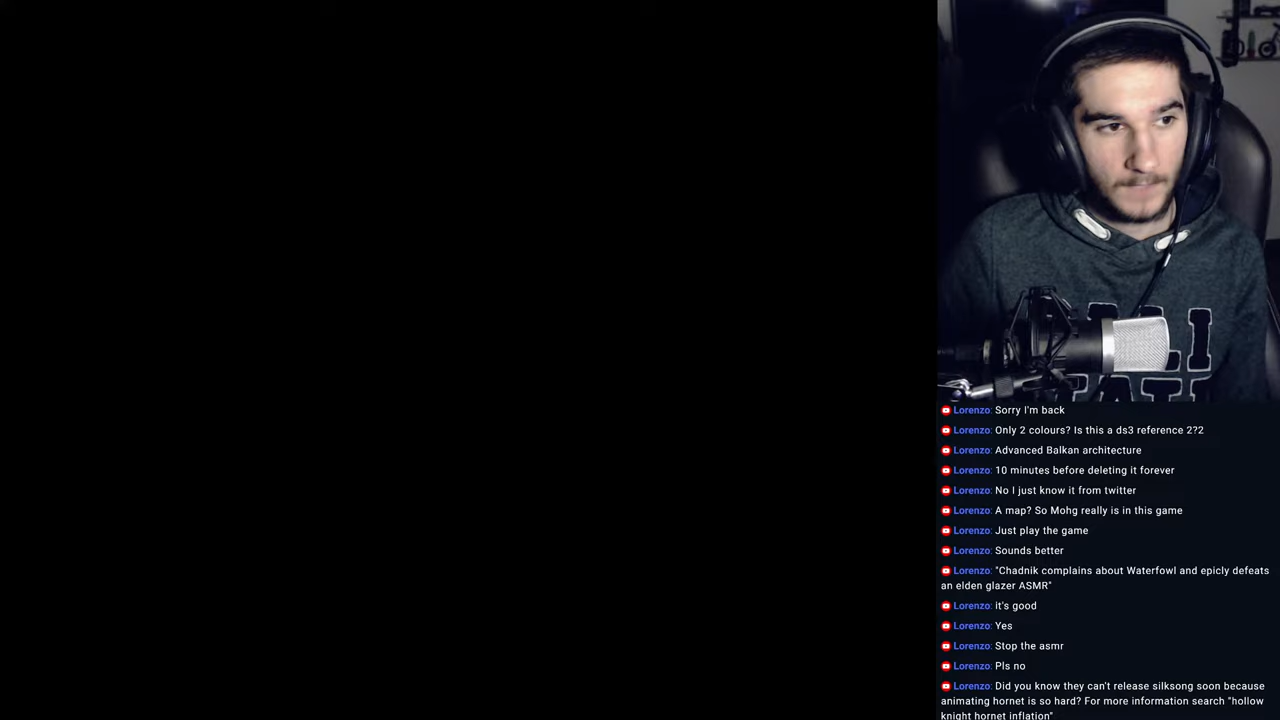 Lorenzo: Sorry I'm back
Lorenzo: Only 2 colours? Is this a ds3 reference 2?2
Lorenzo: Advanced Balkan architecture
Lorenzo: 10 minutes before deleting it forever
Lorenzo: No I just know it from twitter
Lorenzo: A map? So Mohg really is in this game
Lorenzo: Just play the game
Lorenzo: Sounds better
Lorenzo: "Chadnik complains about Waterfowl and epicly defeats
an elden glazer ASMR"
Lorenzo: it's good
Lorenzo: Yes
Lorenzo: Stop the asmr
Lorenzo: Pls no
Lorenzo: Did you know they can't release silksong soon because
animating hornet is so hard? For more information search "hollow
knight hornet inflation"